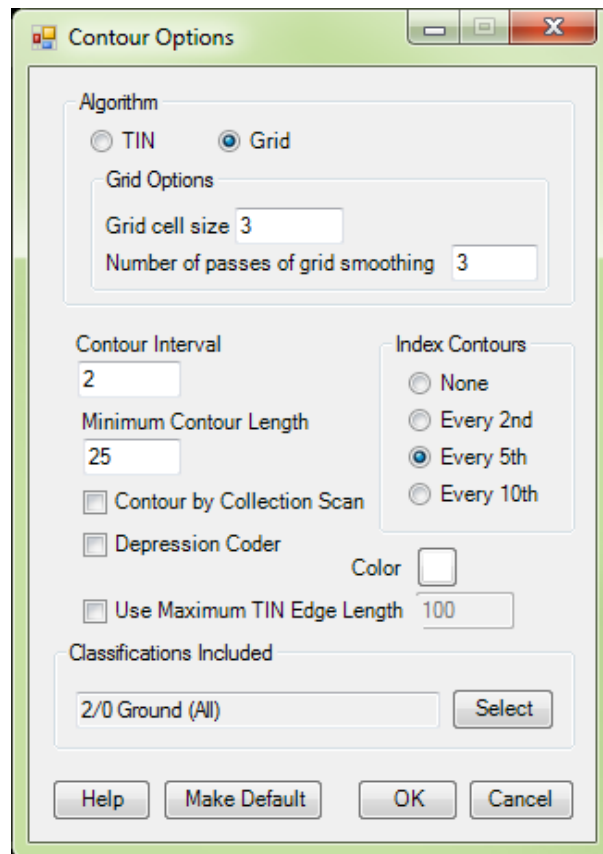 Contour Options
Algorithm
TIN Grid
Grid Options
Grid cell size 3
Number of passes of grid smoothing 3
Contour Interval
2
Minimum Contour Length
25
Contour by Collection Scan
Depression Coder
Color
Use Maximum TIN Edge Length 100
Index Contours
None
Every 2nd
Every 5th
Every 10th
Classifications Included
2/0 Ground (All) Select
Help Make Default OK Cancel